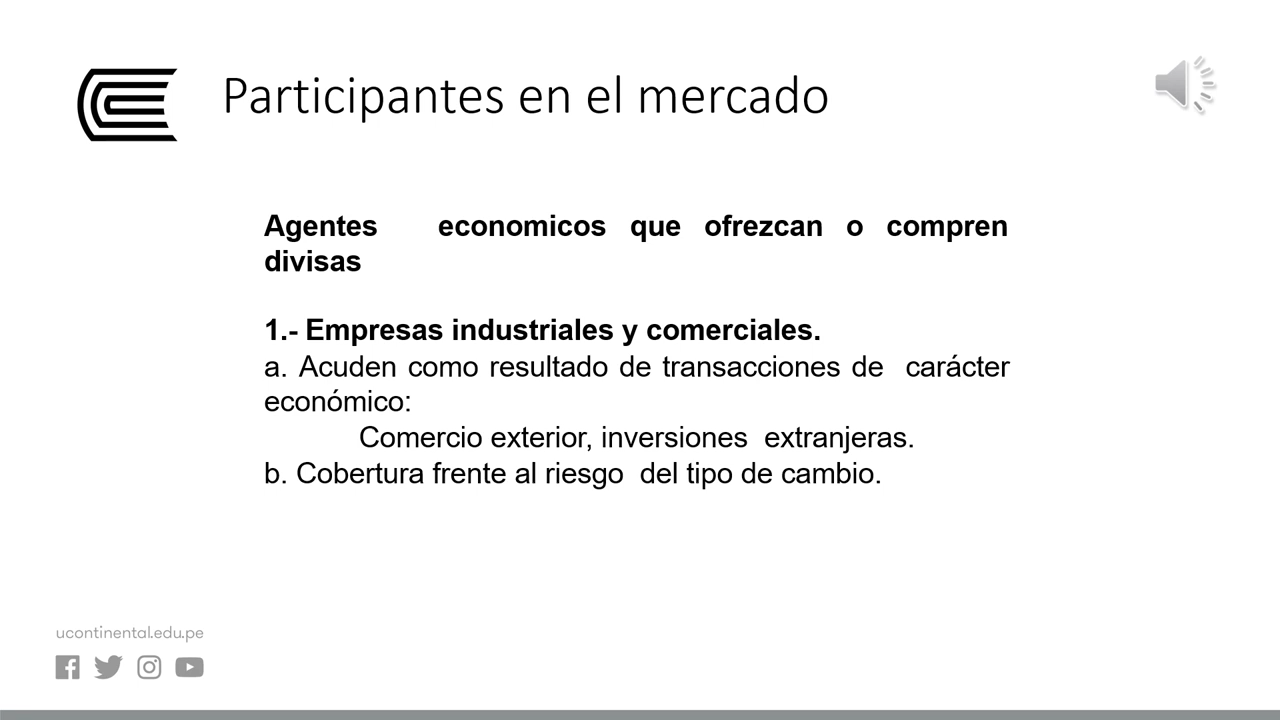 Participantes en el mercado
Agentes economicos que ofrezcan o compren
divisas
1.- Empresas industriales y comerciales.
a. Acuden como resultado de transacciones de carácter
económico:
Comercio exterior, inversiones extranjeras.
b. Cobertura frente al riesgo del tipo de cambio.
ucontinental.edu.pe